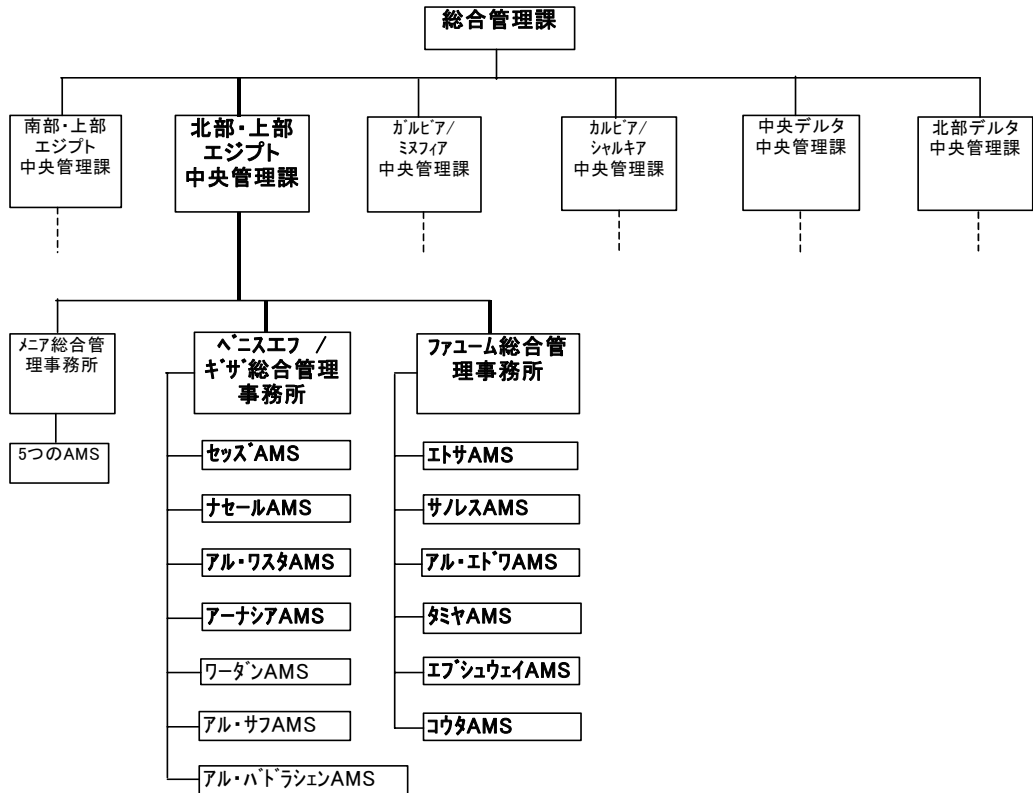 総合管理課
南部・上部
エジプト
中央管理課
北部・上部
エジプト
中央管理課
ガルビア/
ミヌフィア
中央管理課
カルビア/
シャルキア
中央管理課
中央デルタ
中央管理課
北部デルタ
中央管理課
メニア総合管
理事務所
5つのAMS
ベニスエフ /
ギザ総合管理
事務所
セッズAMS
ナセールAMS
アル・ワスタAMS
アーナシアAMS
ワーダンAMS
アル・サフAMS
アル・バドラシェンAMS
ファユーム総合管
理事務所
エトサAMS
サノレスAMS
アル・エドワAMS
タミヤAMS
エブシュウェイAMS
コウタAMS